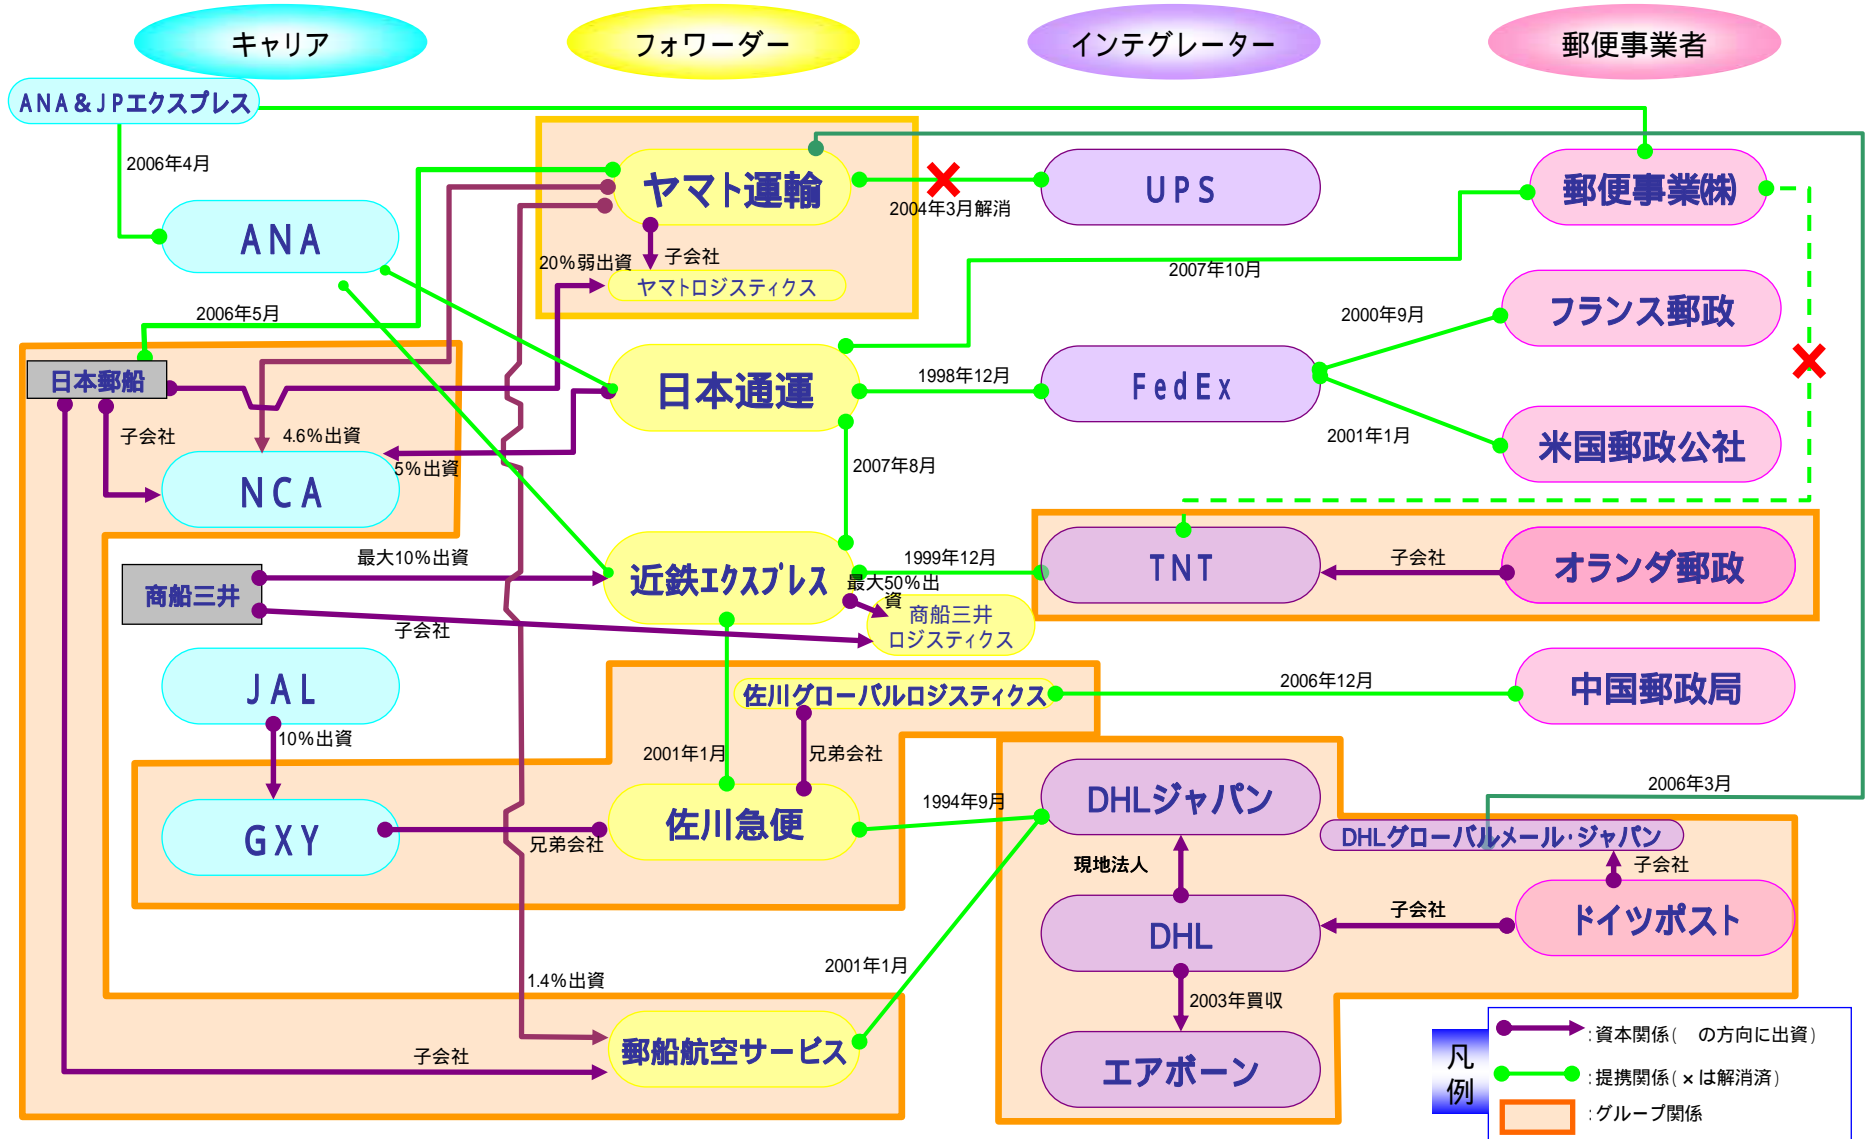 キャリア
フォワーダー
インテグレーター
郵便事業者
ANA&JPエクスプレス
2006年4月
ANA
ヤマト運輸
2004年3月解消
UPS
郵便事業㈱
子会社
20%弱出資
ヤマトロジスティクス
2007年10月
2006年5月
2000年9月
フランス郵政
日本郵船
日本通運
1998年12月
FedEx
子会社
4.6%出資
5%出資
2001年1月
米国郵政公社
NCA
2007年8月
商船三井
最大10%出資
近鉄エクスプレス
1999年12月
最大50%出
資
TNT
子会社
オランダ郵政
子会社
商船三井
ロジスティクス
JAL
10%出資
佐川グローバルロジスティクス
2006年12月
中国郵政局
2001年1月
兄弟会社
GXY
兄弟会社
佐川急便
1994年9月
DHLジャパン
2006年3月
DHLグローバルメール・ジャパン
現地法人
子会社
DHL
子会社
ドイツポスト
2001年1月
1.4%出資
2003年買収
子会社
郵船航空サービス
エアボーン
凡
例
:資本関係(　の方向に出資)
:提携関係(×は解消済)
:グループ関係